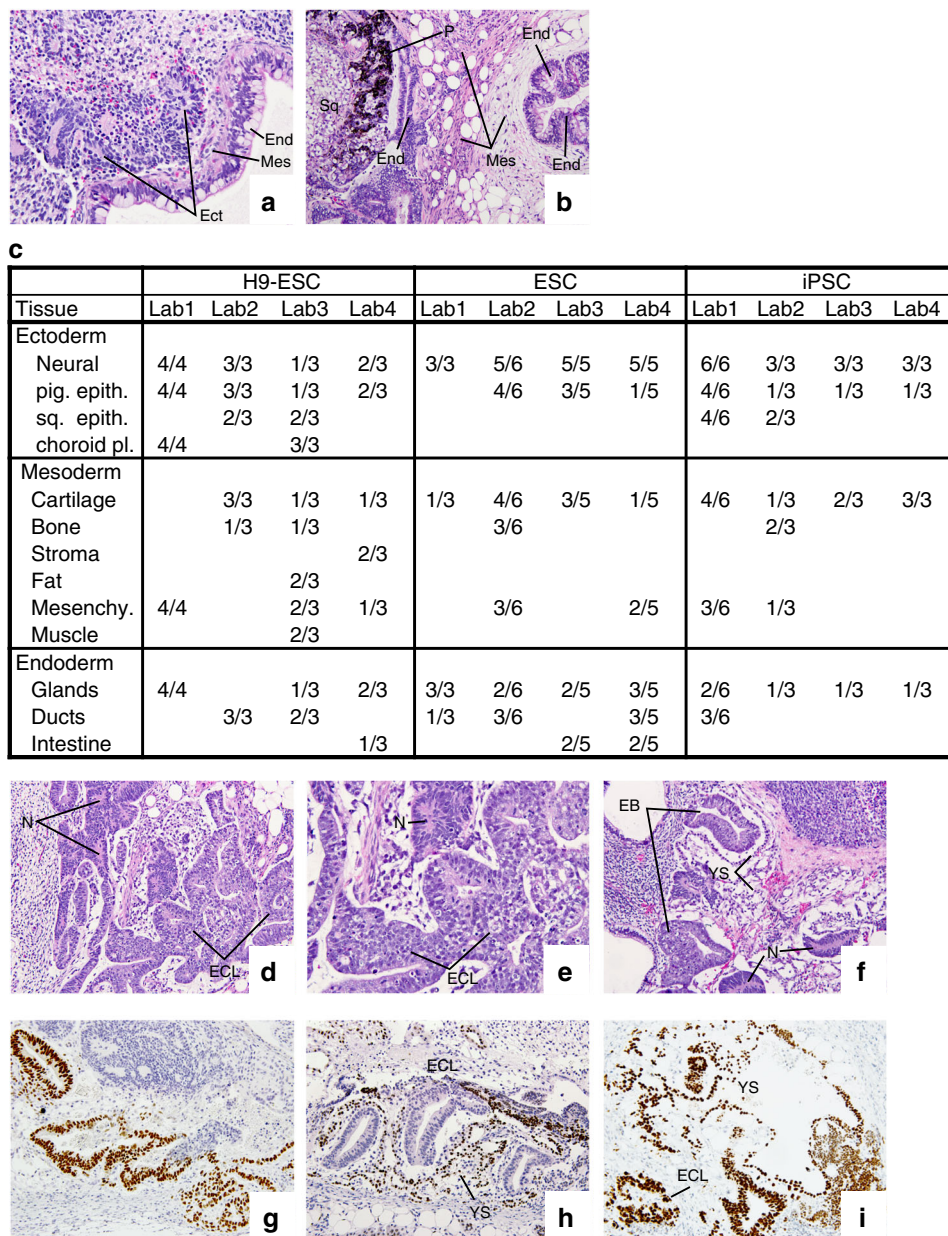 End
Mes
Ect
a
P
End
Sq
End
Mes
End
b
c
H9-ESC ESC iPSC
Tissue Lab1 Lab2 Lab3 Lab4 Lab1 Lab2 Lab3 Lab4 Lab1 Lab2 Lab3 Lab4
Ectoderm
Neural 4/4 3/3 1/3 2/3 3/3 5/6 5/5 5/5 6/6 3/3 3/3 3/3
pig. epith. 4/4 3/3 1/3 2/3 4/6 3/5 1/5 4/6 1/3 1/3 1/3
sq. epith. 2/3 2/3 4/6 2/3
choroid pl. 4/4 3/3
Mesoderm
Cartilage 3/3 1/3 1/3 1/3 4/6 3/5 1/5 4/6 1/3 2/3 3/3
Bone 1/3 1/3 3/6 2/3
Stroma 2/3
Fat 2/3
Mesenchy. 4/4 2/3 1/3 3/6 2/5 3/6 1/3
Muscle 2/3
Endoderm
Glands 4/4 1/3 2/3 3/3 2/6 2/5 3/5 2/6 1/3 1/3 1/3
Ducts 3/3 2/3 1/3 3/6 3/5 3/6
Intestine 1/3 2/5 2/5
N
ECL
d
N
ECL
e
EB
YS
N
f
g
ECL
YS
h
YS
ECL
i